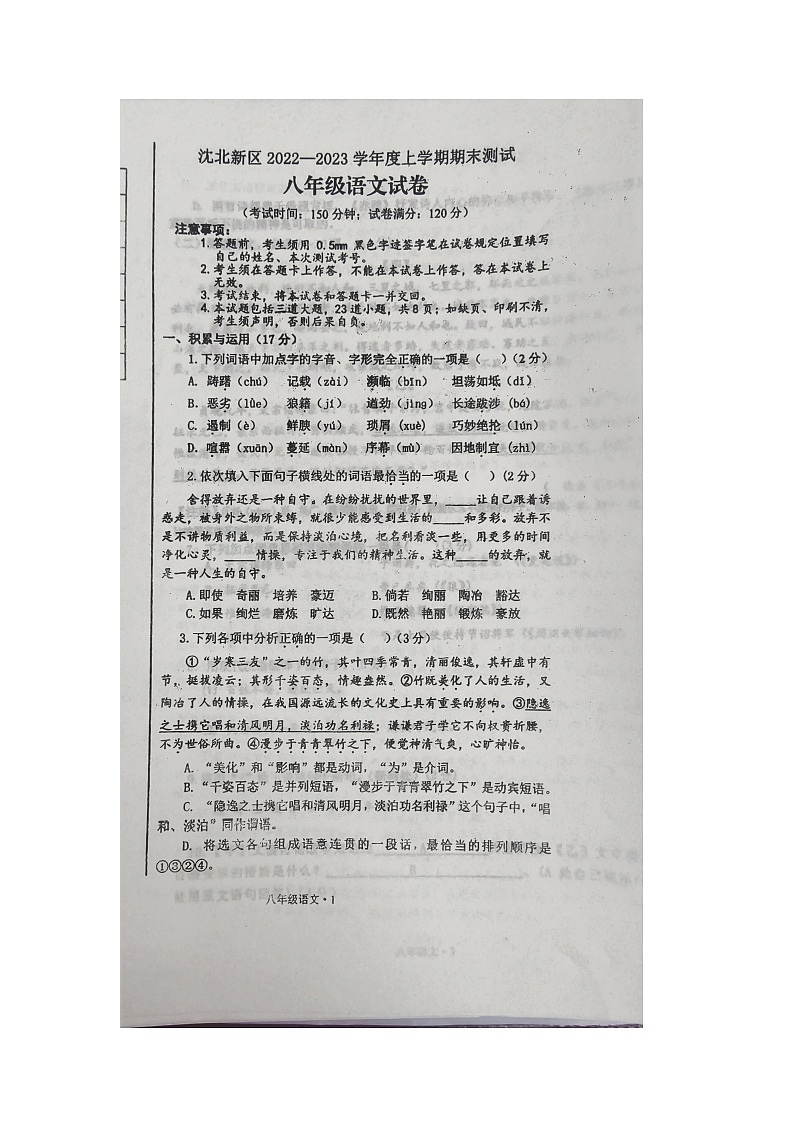 沈北新区 2022—2023 学年度上学期期末测试
八年级语文试卷
（考试时间：150 分钟；试卷满分：120 分）
注意事项：
1.答题前，考生须用 0.5mm 黑色字迹签字笔在试卷规定位置填写
自己的姓名、本次测试考号。
2.考生须在答题卡上作答，不能在本试卷上作答，答在本试卷上
无效。
3.考试结束，将本试卷和答题卡一并交回。
4.本试题包括三道大题，23 道小题，共 8 页；如缺页、印刷不清，
考生须声明，否则后果自负。
一、积累与运用（17 分）
1.下列词语中加点字的字音、字形完全正确的一项是（　）（2 分）
A. 踌躇（chú） 记载（zài） 濒临（bīn） 坦荡如坻（dǐ）
B. 恶劣（lüe） 狼籍（jí） 遒劲（jìng） 长途跋涉（bá）
C. 遏制（è） 鲜腴（yú） 琐屑（xuè） 巧妙绝抡（lún）
D. 喧嚣（xuān） 蔓延（màn） 序幕（mù） 因地制宜（zhì）
2.依次填入下面句子横线处的词语最恰当的一项是（　）（2 分）
舍得放弃还是一种自守。在纷纷扰扰的世界里，____让自己跟着诱
惑走，被身外之物所束缚，就很少能感受到生活的____和多彩。放弃不
是不讲物质利益，而是保持淡泊心境，把名利看淡一些，用更多的时间
净化心灵，____情操，专注于我们的精神生活。这种____的放弃，就
是一种人生的自守。
A.即使 奇丽 培养 豪迈 B.倘若 绚丽 陶冶 豁达
C.如果 绚烂 磨炼 旷达 D.既然 艳丽 锻炼 豪放
3.下列各项中分析正确的一项是（　）（3 分）
①“岁寒三友”之一的竹，其叶四季常青，清丽俊逸，其轩虚中有
节，挺拔凌云；其形千姿百态，情趣盎然。②竹既美化了人的生活，又
陶冶了人的情操，在我国源远流长的文化史上具有重要的影响。③隐逸
之士携它唱和清风明月，淡泊功名利禄；谦谦君子学它不向权贵折腰，
不为世俗所曲。④漫步于青青翠竹之下，便觉神清气爽，心旷神怡。
A. “美化”和“影响”都是动词，“为”是介词。
B. “千姿百态”是并列短语，“漫步于青青翠竹之下”是动宾短语。
C. “隐逸之士携它唱和清风明月，淡泊功名利禄”这个句子中，“唱
和、淡泊”同作谓语。
D. 将选文各句组成语意连贯的一段话，最恰当的排列顺序是
①③②④。
八年级语文·1